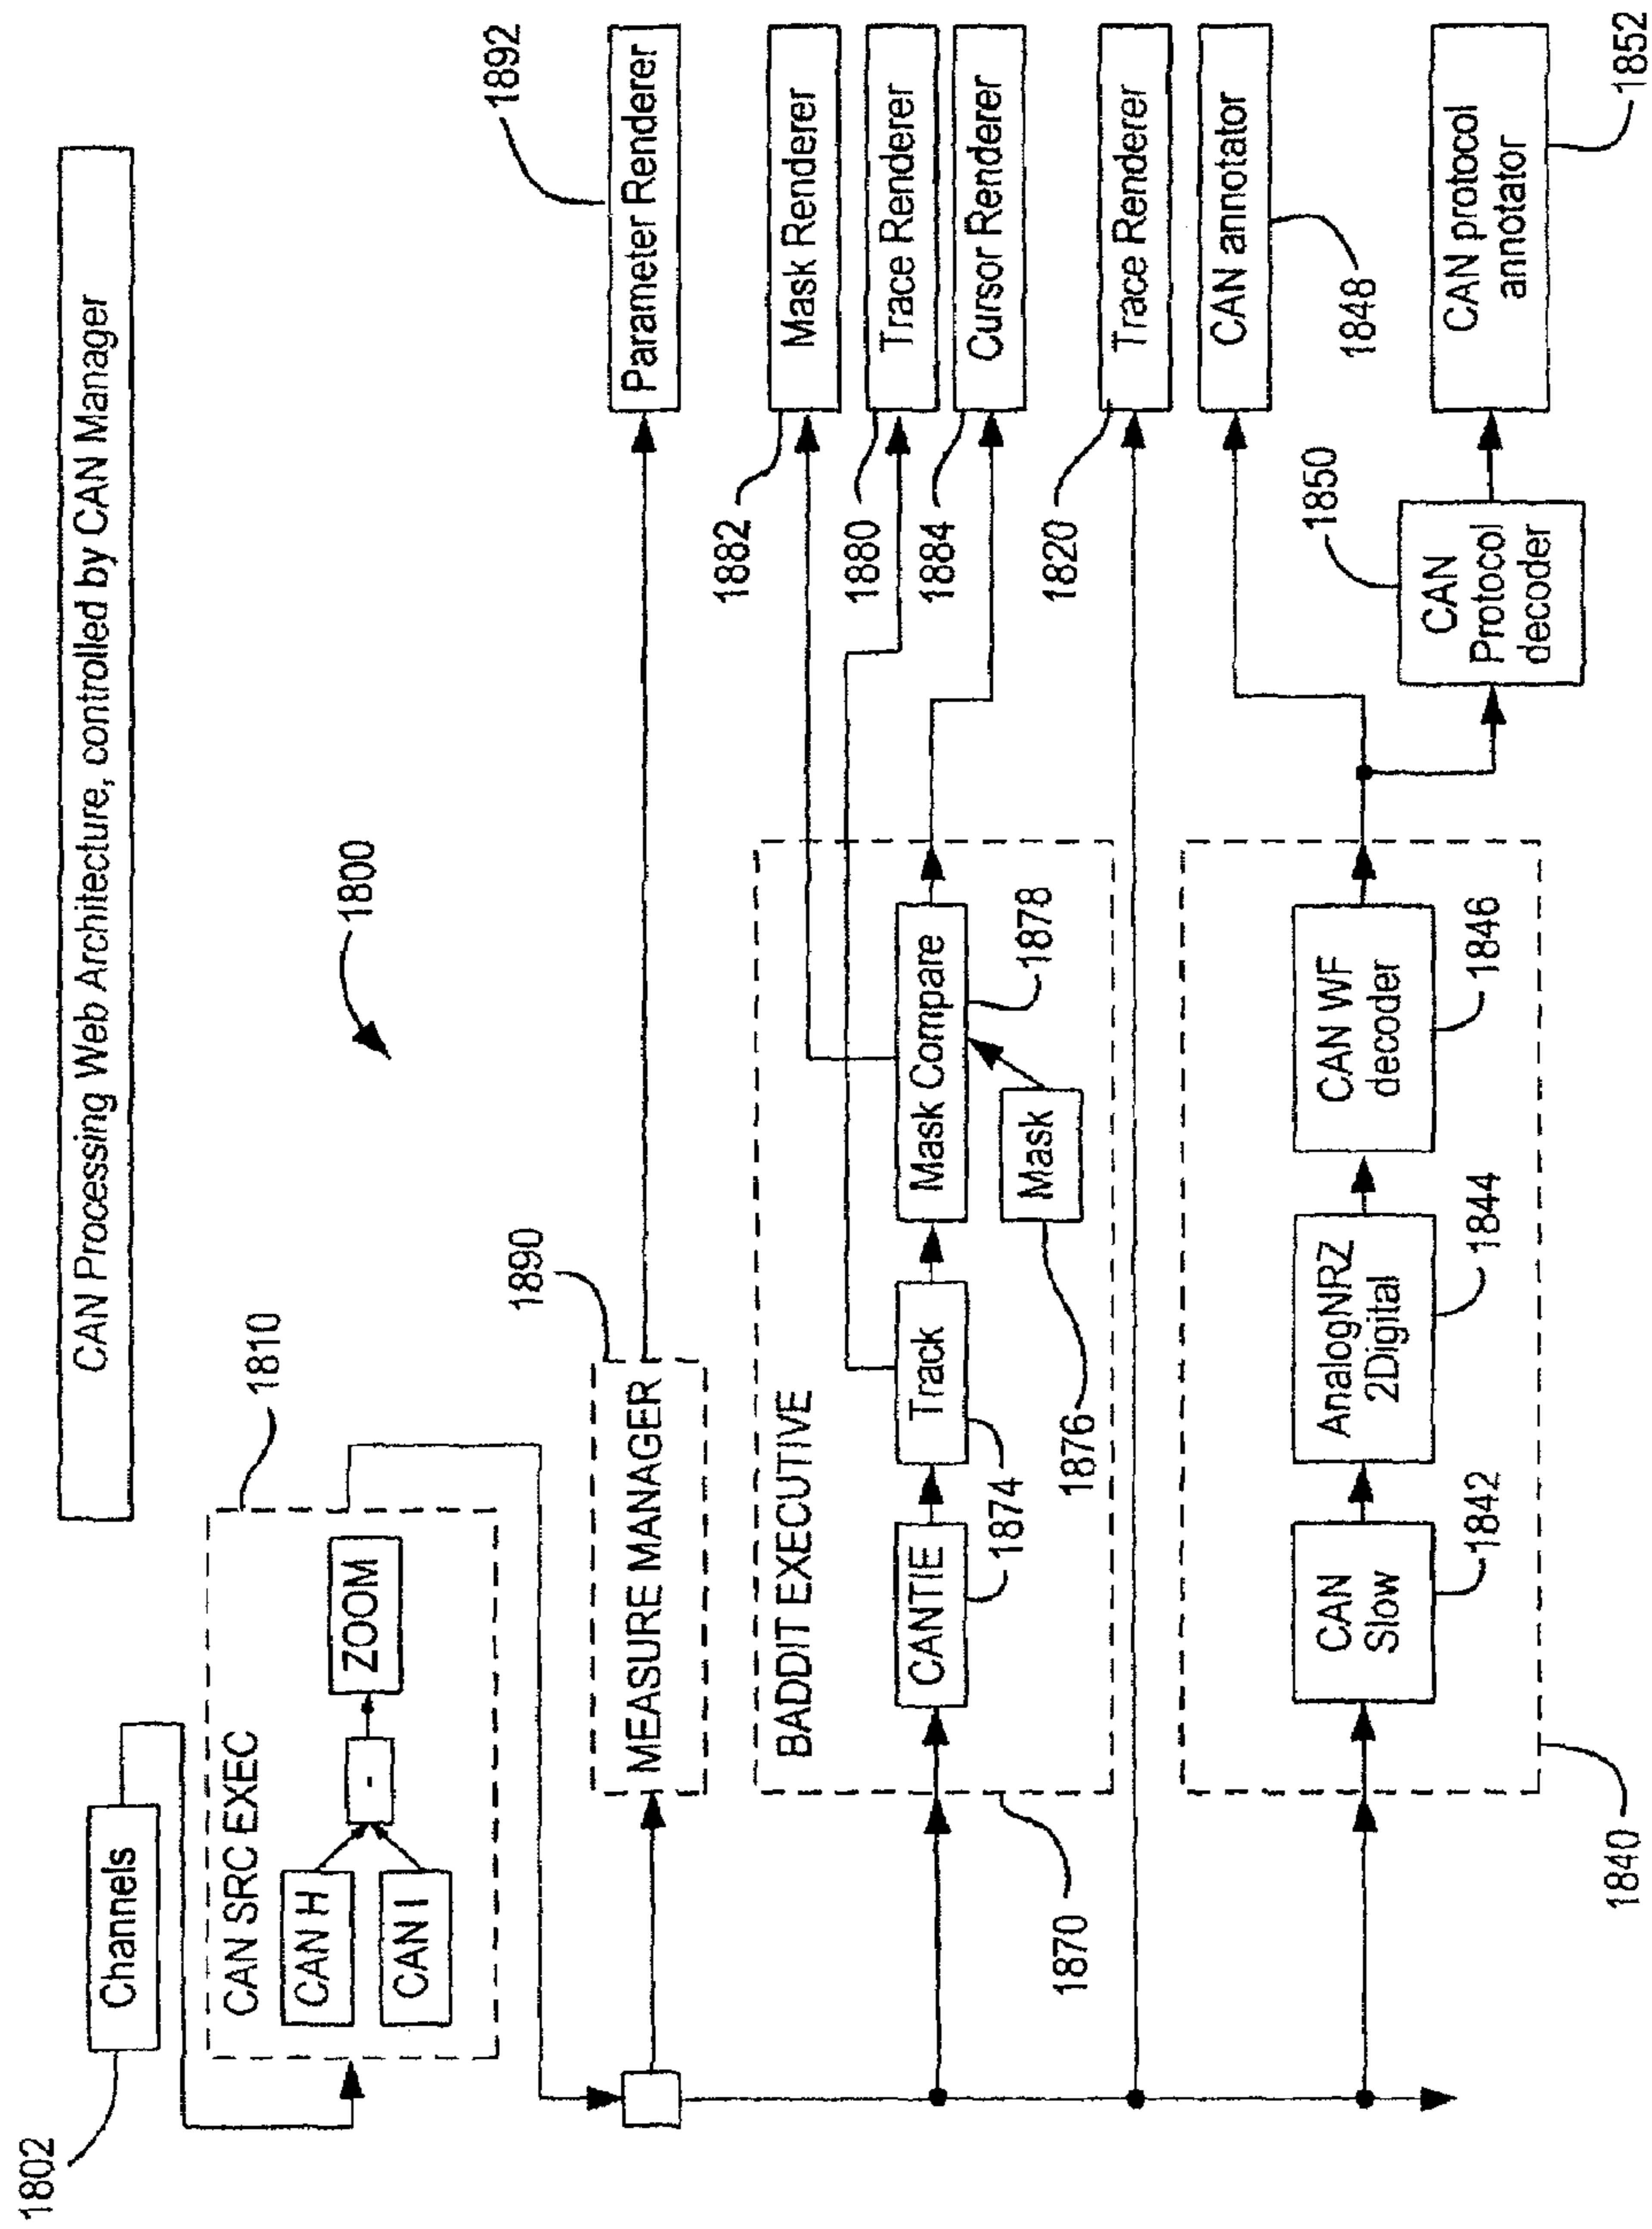 CAN Processing Web Architecture, controlled by CAN Manager
1802
Channels
1810
1800
CAN SRC EXEC
CAN H
CAN I
-
ZOOM
1890
MEASURE MANAGER
1892
Parameter Renderer
BADDIT EXECUTIVE
CANTIE
1874
Track
1876
Mask
Mask Compare
1878
1870
1882
Mask Renderer
1880
Trace Renderer
1884
Cursor Renderer
1820
Trace Renderer
CAN annotator
1848
CAN
Slow
1842
AnalogNRZ
2Digital
1844
CAN WF
decoder
1846
1840
1850
CAN
Protocol
decoder
CAN protocol
annotator
1852